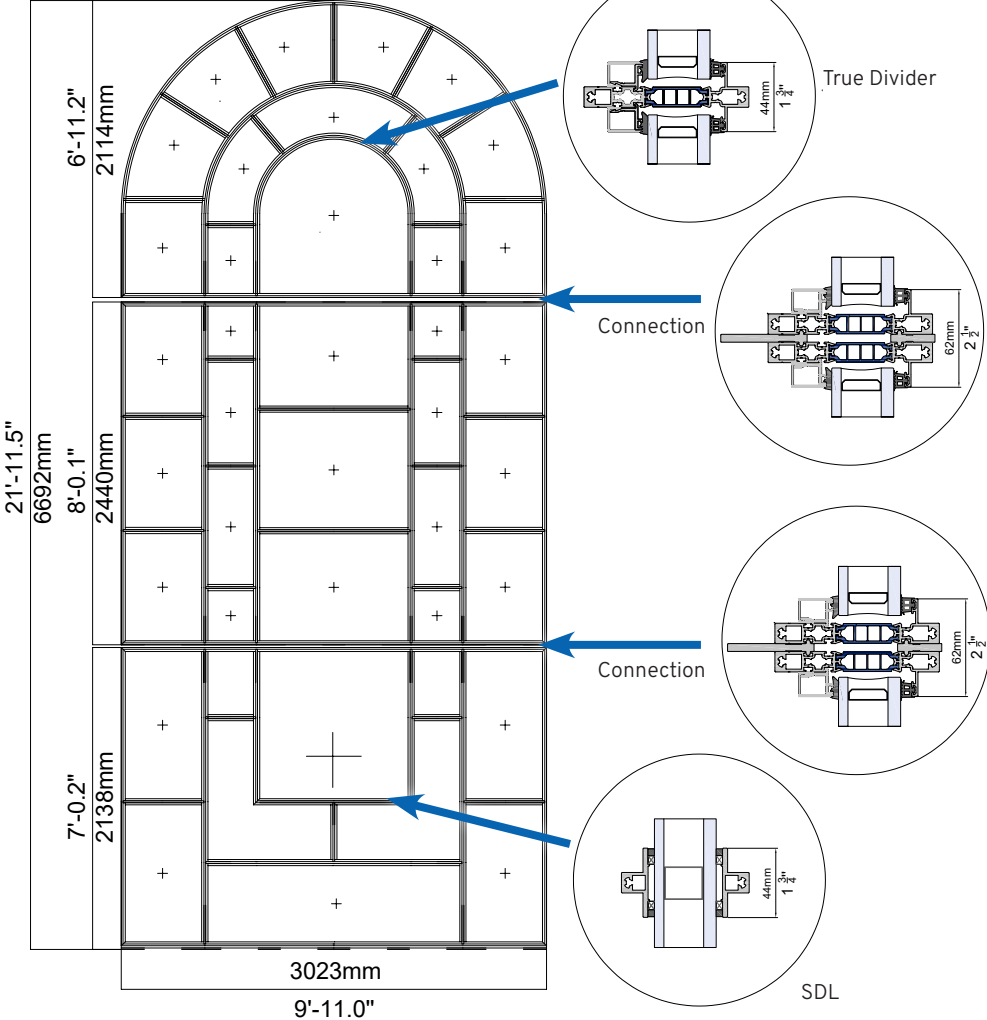 6'-11.2"
2114mm
True Divider
44mm
1 3/4"
Connection
62mm
2 1/2"
21'-11.5"
6692mm
8'-0.1"
2440mm
Connection
62mm
2 1/2"
7'-0.2"
2138mm
44mm
1 3/4"
SDL
3023mm
9'-11.0"